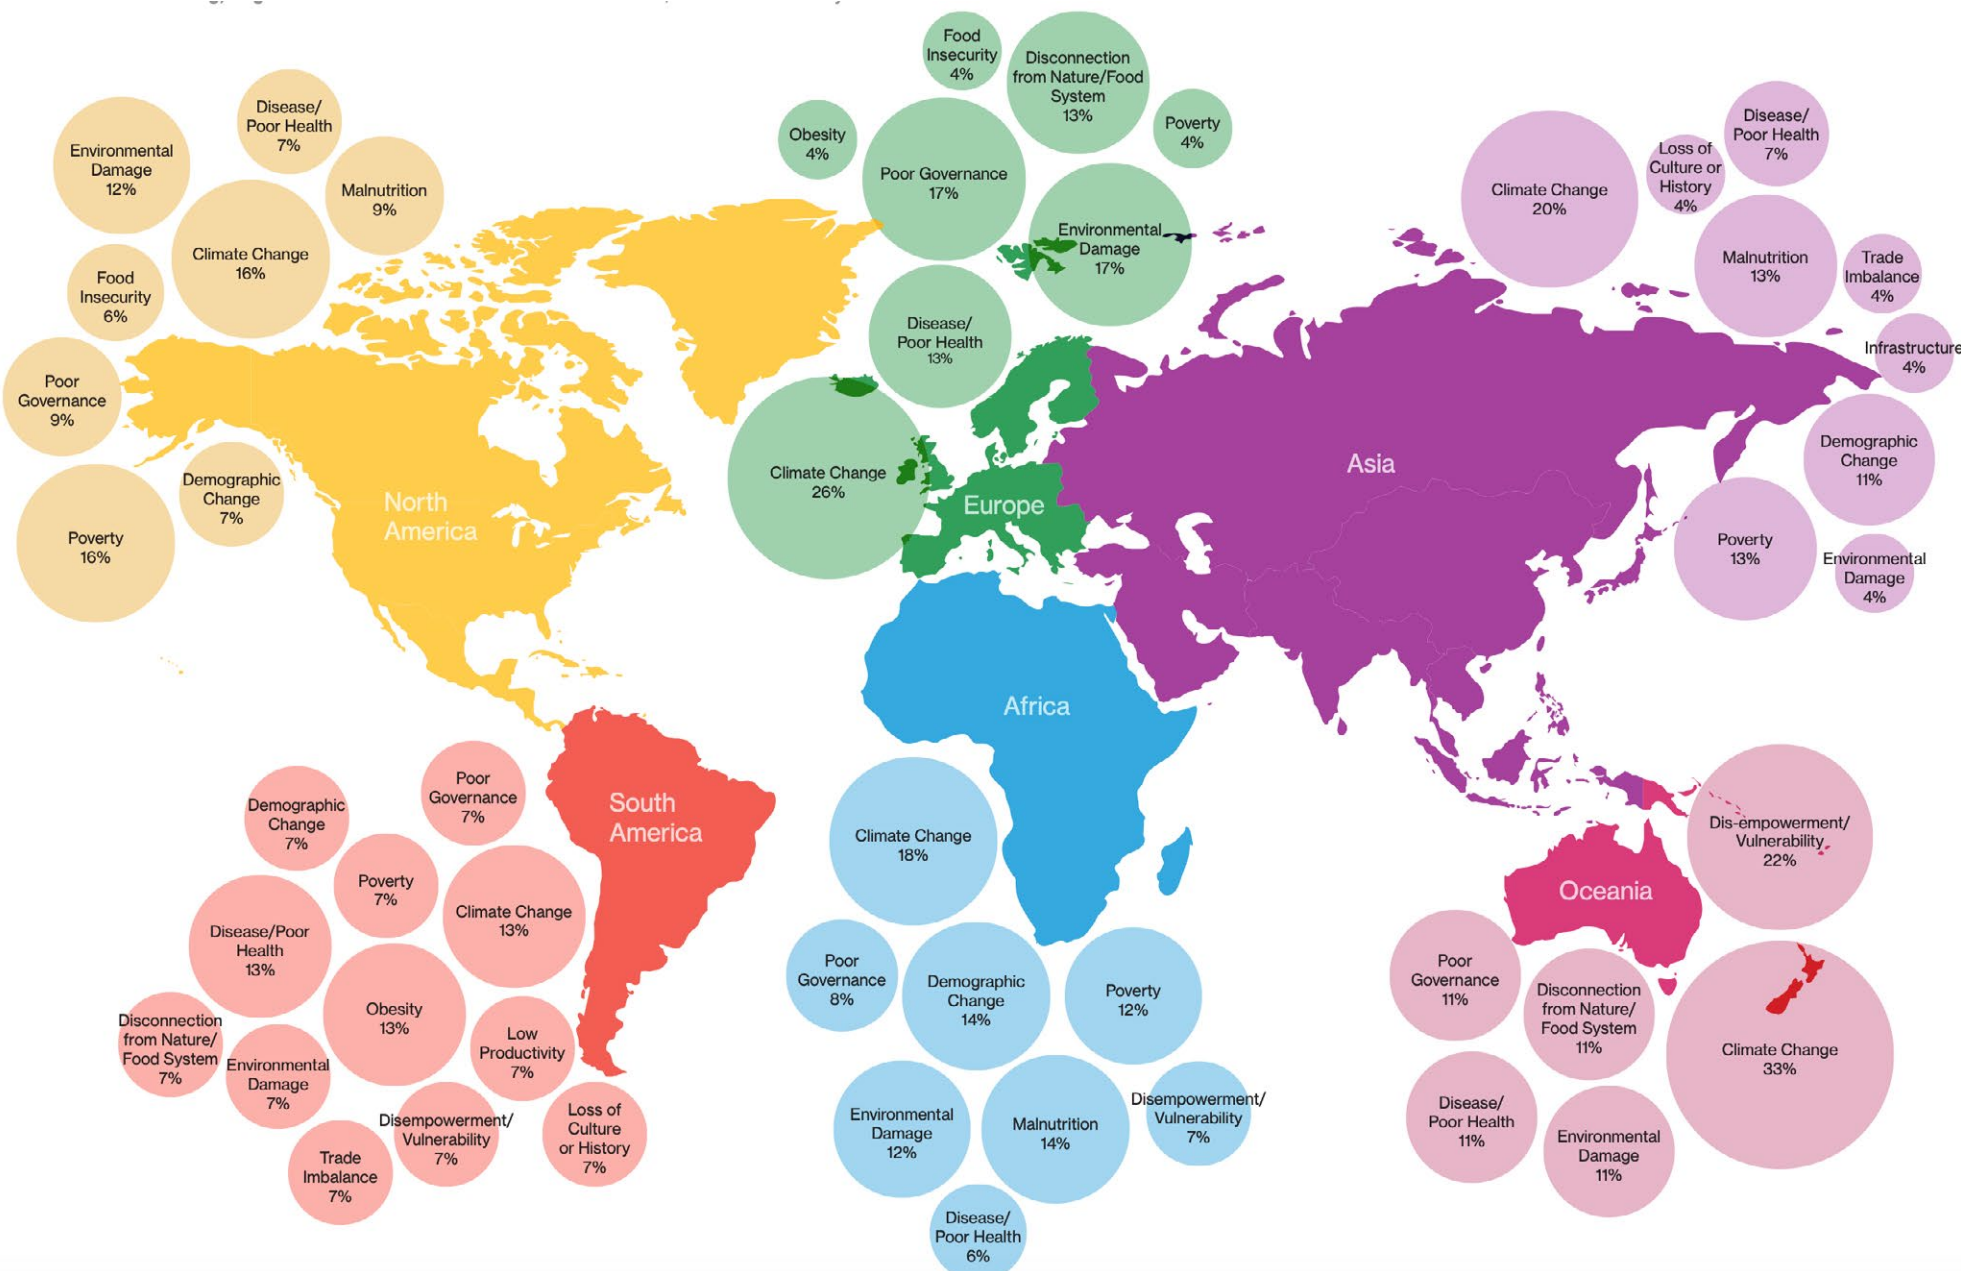 Environmental
Damage
12%
Disease/
Poor Health
7%
Malnutrition
9%
Climate Change
16%
Food
Insecurity
6%
Poor
Governance
9%
Demographic
Change
7%
Poverty
16%
North
America
Food
Insecurity
4%
Disconnection
from Nature/Food
System
13%
Obesity
4%
Poverty
4%
Poor Governance
17%
Environmental
Damage
17%
Disease/
Poor Health
13%
Climate Change
26%
Europe
Climate Change
20%
Loss of
Culture or
History
4%
Disease/
Poor Health
7%
Malnutrition
13%
Trade
Imbalance
4%
Infrastructure
4%
Demographic
Change
11%
Poverty
13%
Environmental
Damage
4%
Asia
South
America
Poor
Governance
7%
Demographic
Change
7%
Poverty
7%
Climate Change
13%
Disease/Poor
Health
13%
Obesity
13%
Disconnection
from Nature/
Food System
7%
Environmental
Damage
7%
Low
Productivity
7%
Disempowerment/
Vulnerability
7%
Loss of
Culture
or History
7%
Trade
Imbalance
7%
Africa
Climate Change
18%
Poor
Governance
8%
Demographic
Change
14%
Poverty
12%
Environmental
Damage
12%
Malnutrition
14%
Disempowerment/
Vulnerability
7%
Disease/
Poor Health
6%
Oceania
Dis-empowerment/
Vulnerability
22%
Poor
Governance
11%
Disconnection
from Nature/
Food System
11%
Climate Change
33%
Disease/
Poor Health
11%
Environmental
Damage
11%